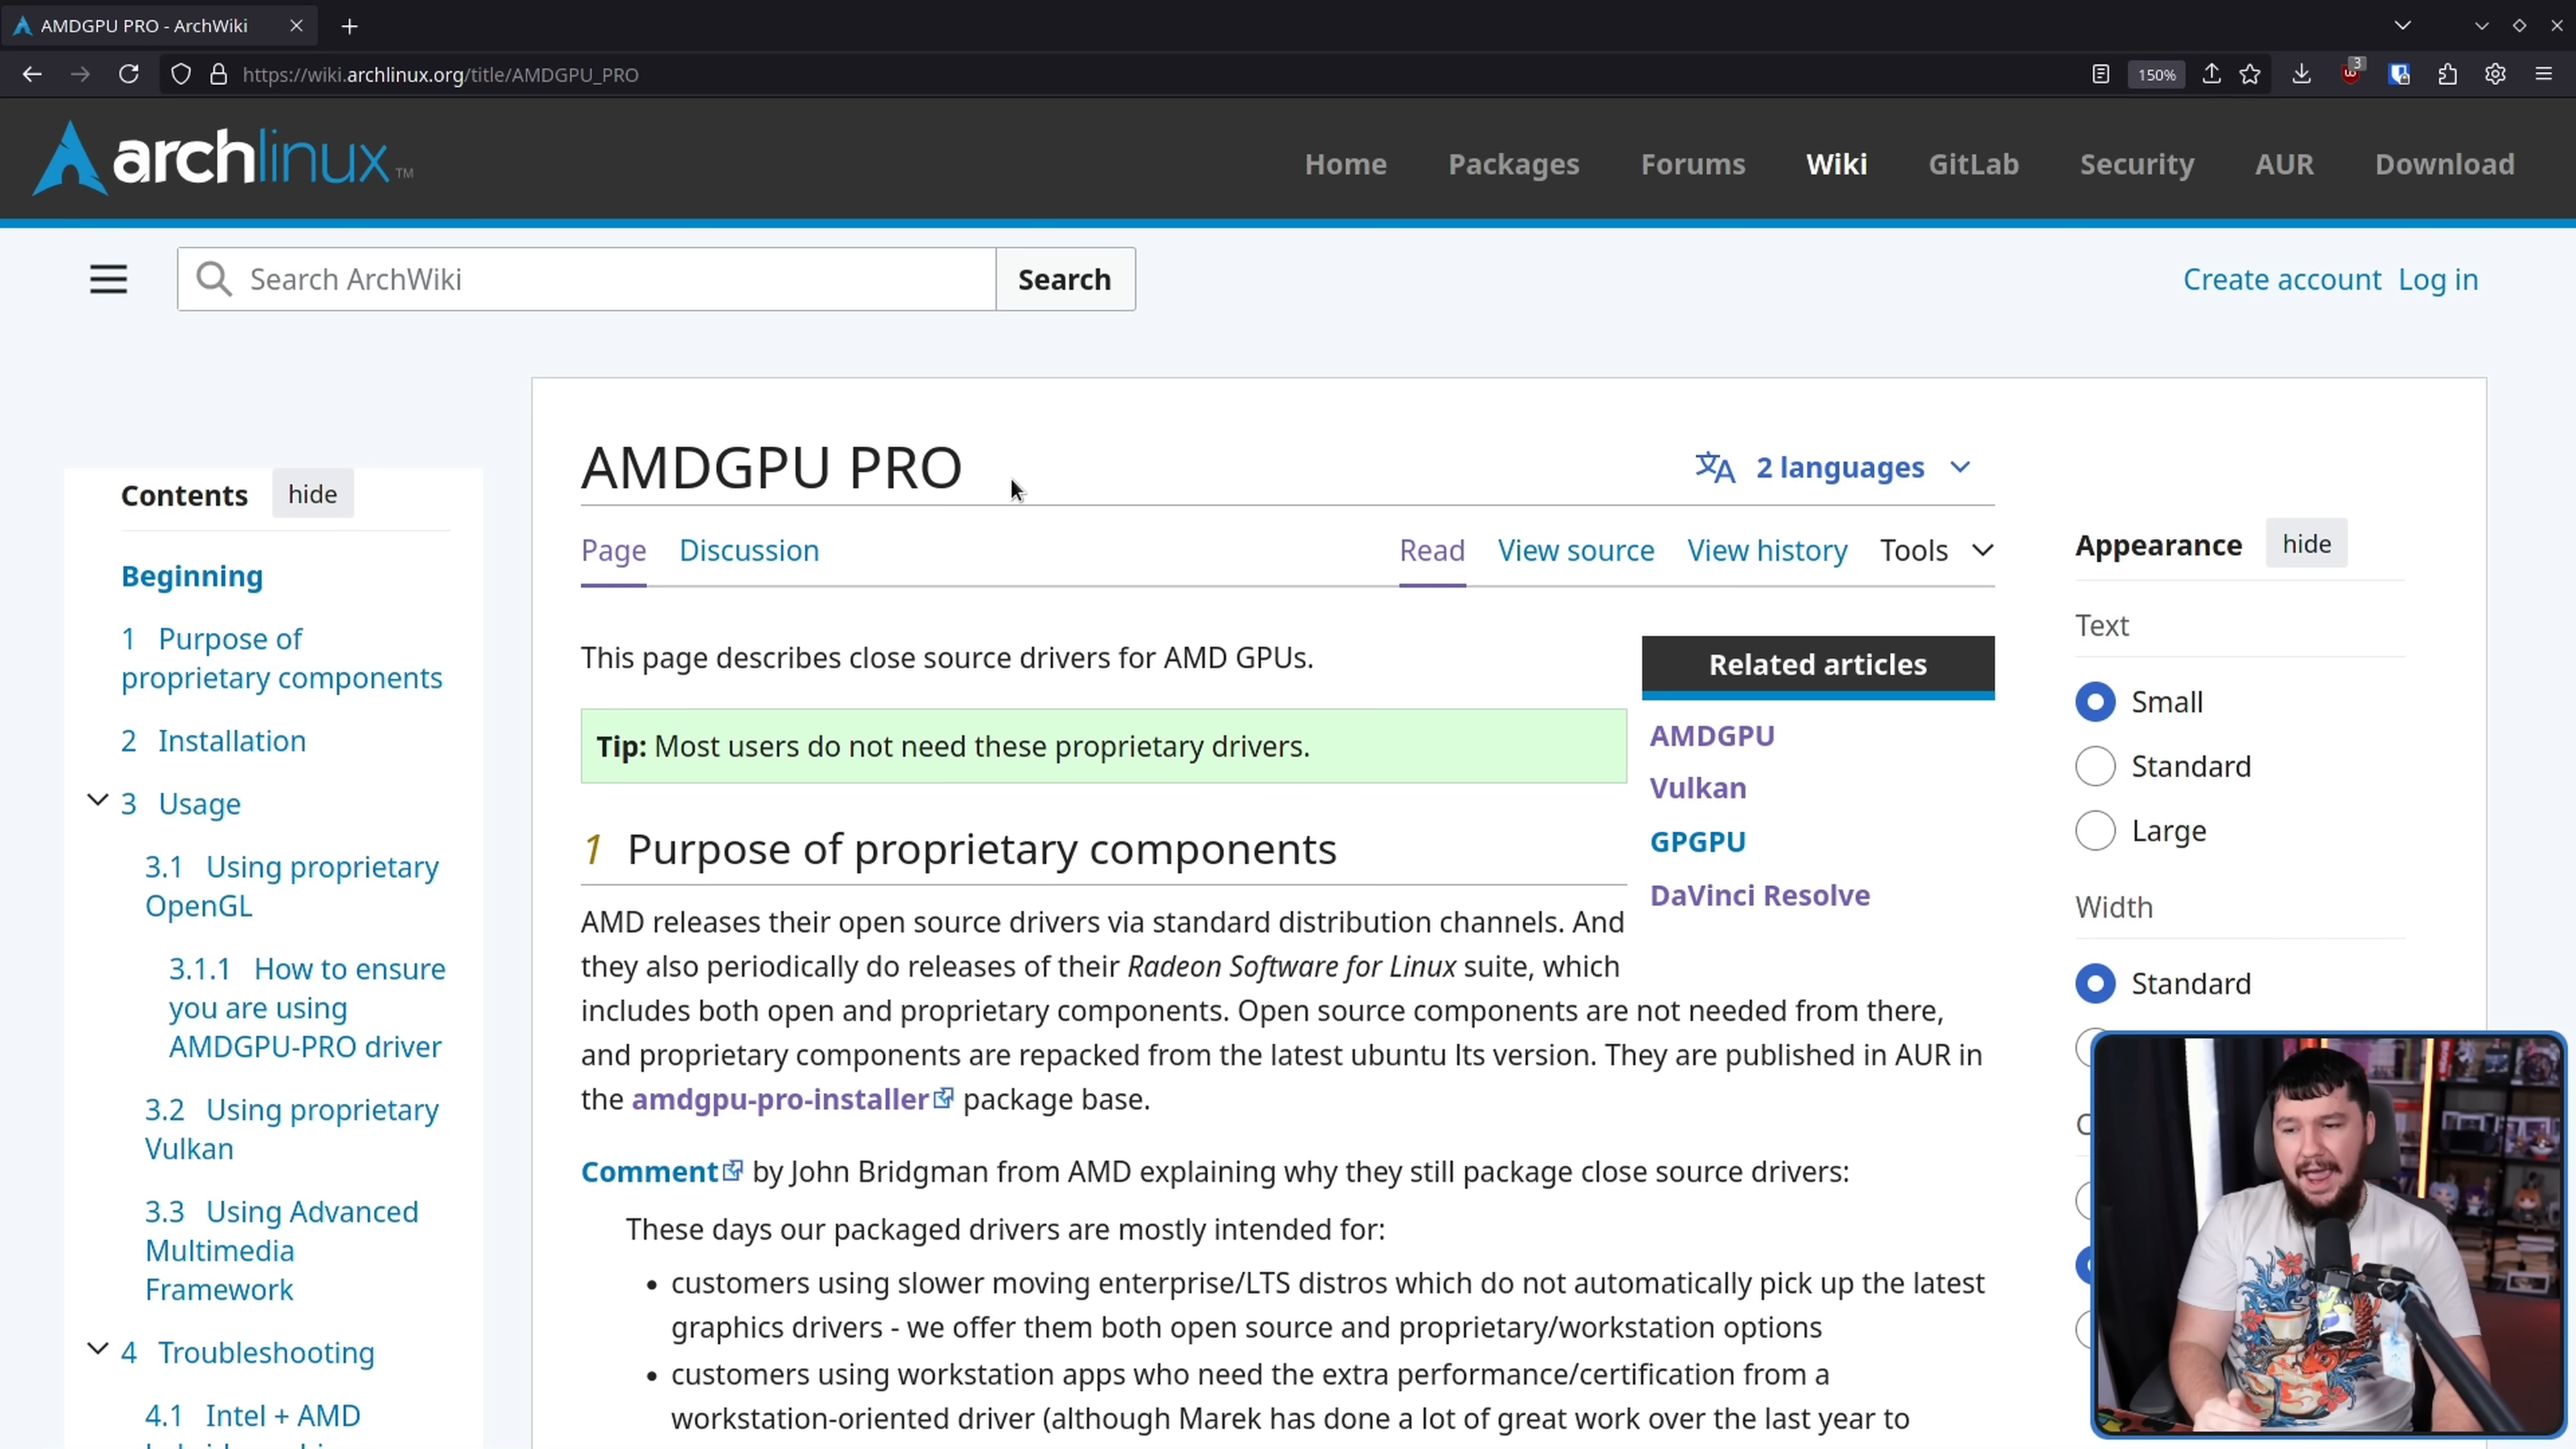 AMDGPU PRO - ArchWiki
https://wiki.archlinux.org/title/AMDGPU_PRO
150%
3
archlinux™
Home
Packages
Forums
Wiki
GitLab
Security
AUR
Download
Search ArchWiki
Search
Create account
Log in
Contents
hide
Beginning
1 Purpose of
proprietary components
2 Installation
3 Usage
3.1 Using proprietary
OpenGL
3.1.1 How to ensure
you are using
AMDGPU-PRO driver
3.2 Using proprietary
Vulkan
3.3 Using Advanced
Multimedia
Framework
4 Troubleshooting
4.1 Intel + AMD
AMDGPU PRO
2 languages
Page
Discussion
Read
View source
View history
Tools
This page describes close source drivers for AMD GPUs.
Tip: Most users do not need these proprietary drivers.
Related articles
AMDGPU
Vulkan
GPGPU
DaVinci Resolve
1 Purpose of proprietary components
AMD releases their open source drivers via standard distribution channels. And
they also periodically do releases of their Radeon Software for Linux suite, which
includes both open and proprietary components. Open source components are not needed from there,
and proprietary components are repacked from the latest ubuntu lts version. They are published in AUR in
the amdgpu-pro-installer package base.
Comment by John Bridgman from AMD explaining why they still package close source drivers:
These days our packaged drivers are mostly intended for:
• customers using slower moving enterprise/LTS distros which do not automatically pick up the latest
graphics drivers - we offer them both open source and proprietary/workstation options
• customers using workstation apps who need the extra performance/certification from a
workstation-oriented driver (although Marek has done a lot of great work over the last year to
Appearance
hide
Text
Small
Standard
Large
Width
Standard